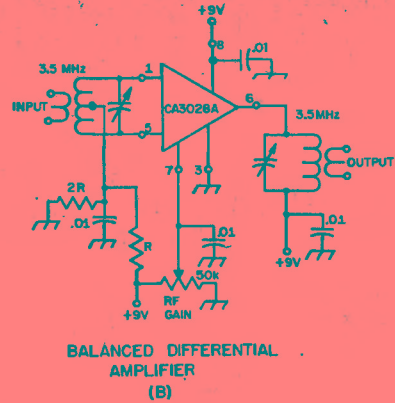 +9V
8
.01
3.5 MHz
1
INPUT
CA3028A
6
3.5MHz
5
7
3
OUTPUT
2R
.01
R
.01
.01
50k
+9V
RF
GAIN
+9V
BALANCED DIFFERENTIAL
AMPLIFIER
(B)